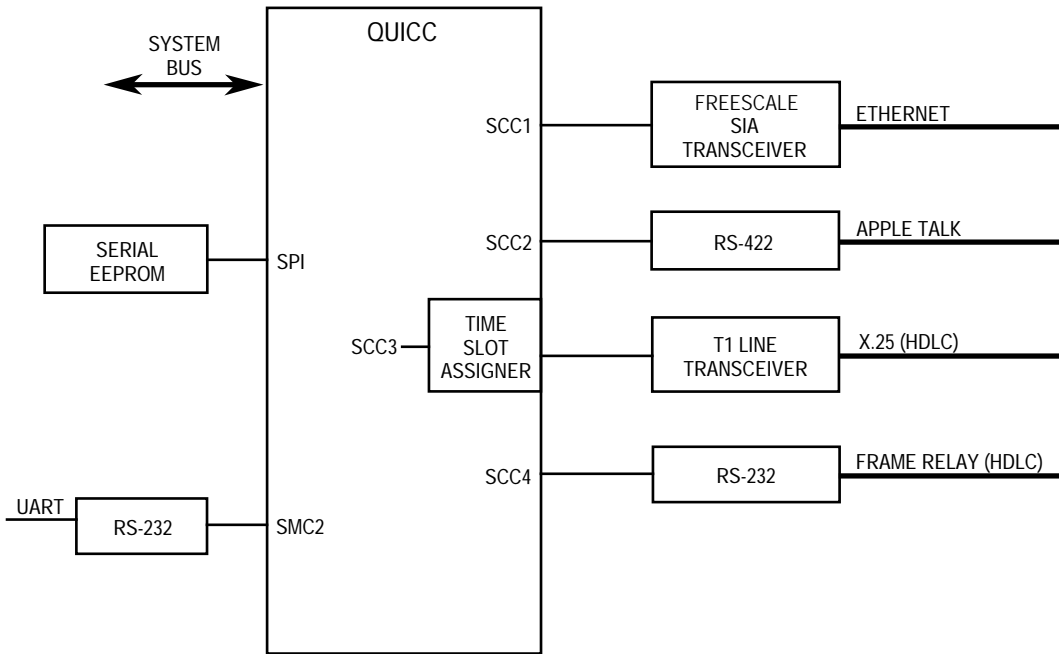 QUICC
SYSTEM
BUS
SCC1
FREESCALE
SIA
TRANSCEIVER
ETHERNET
SCC2
RS-422
APPLE TALK
SERIAL
EEPROM
SPI
SCC3
TIME
SLOT
ASSIGNER
T1 LINE
TRANSCEIVER
X.25 (HDLC)
SCC4
RS-232
FRAME RELAY (HDLC)
UART
RS-232
SMC2